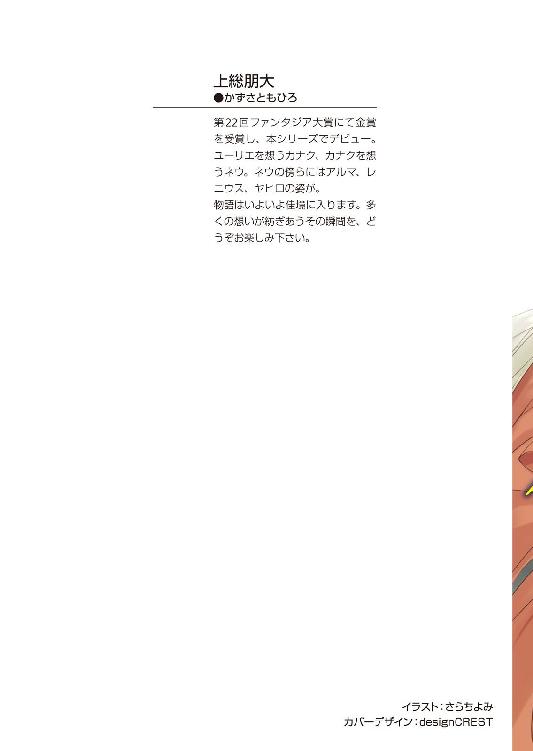 上総朋大
●かずさともひろ
第22回ファンタジア大賞にて金賞
を受賞し、本シリーズでデビュー。
ユーリエを想うカナク、カナクを想
うネウ。ネウの傍らにはアルマ、レ
ニウス、ヤヒロの姿が。
物語はいよいよ佳境に入ります。多
くの想いが紡ぎあうその瞬間を、ど
うぞお楽しみ下さい。
イラスト：さらちよみ
カバーデザイン：designCREST